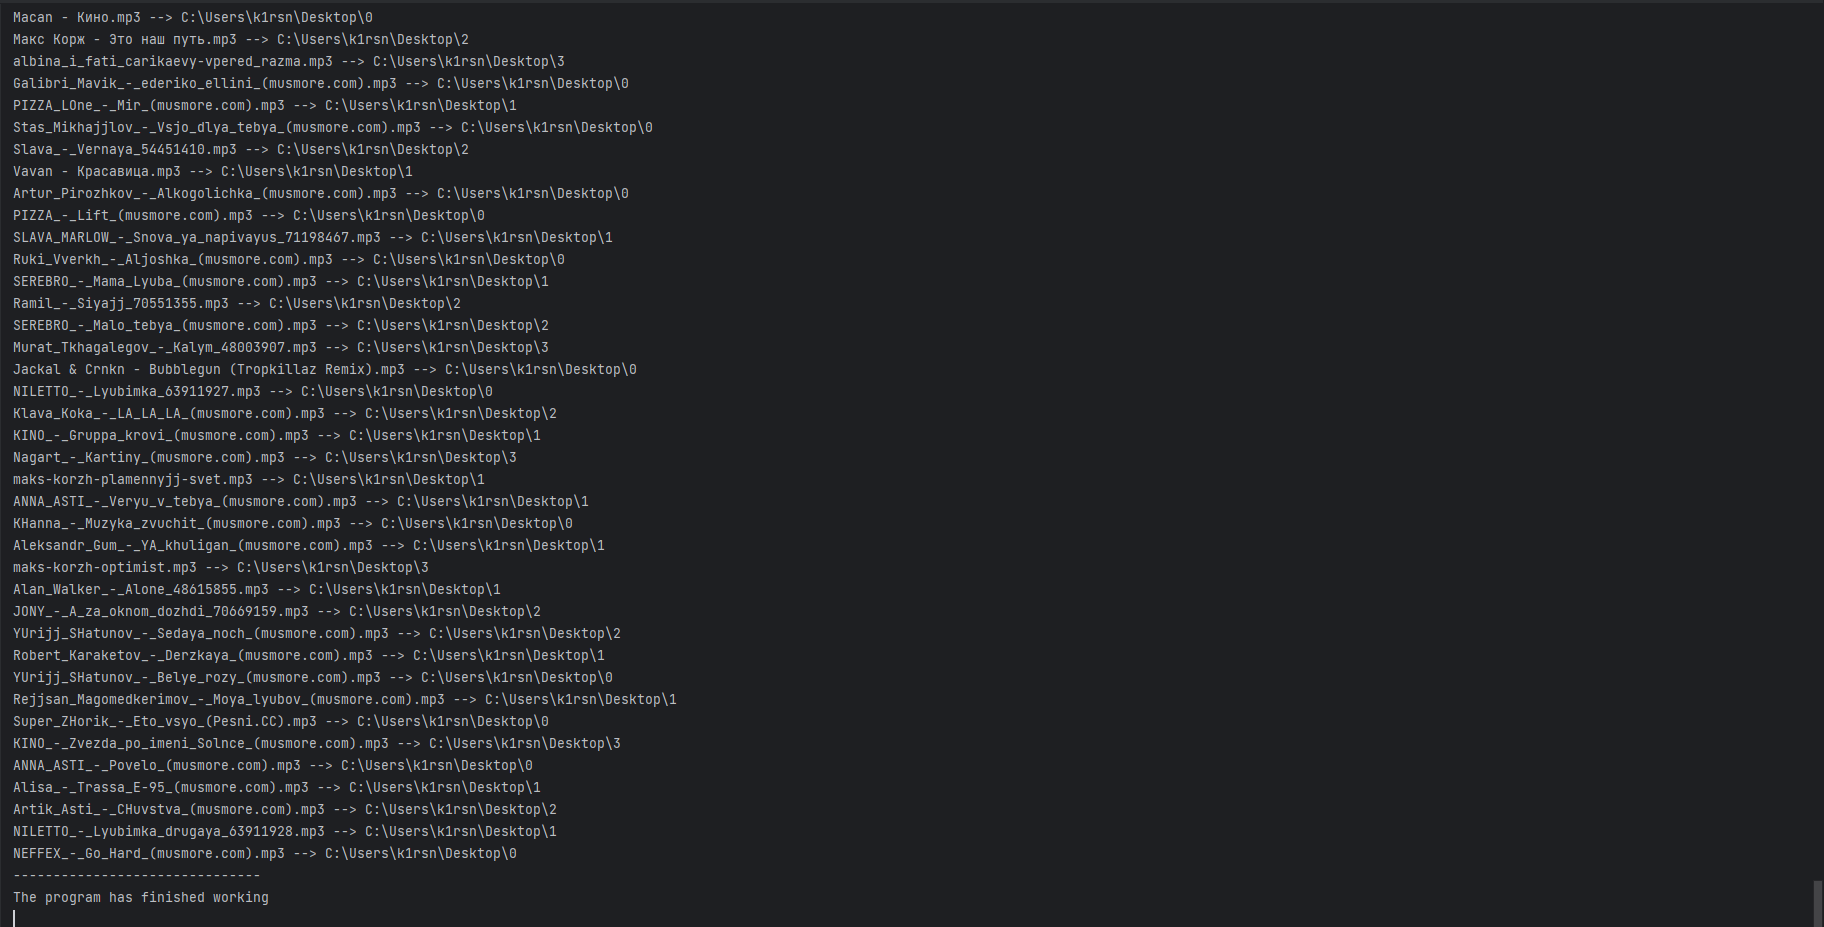 Macan - Кино.mp3 --> C:\Users\k1rsn\Desktop\0
Макс Корж - Это наш путь.mp3 --> C:\Users\k1rsn\Desktop\2
albina_i_fati_carikaevy-vpered_razma.mp3 --> C:\Users\k1rsn\Desktop\3
Galibri_Mavik_-_ederiko_ellini_(musmore.com).mp3 --> C:\Users\k1rsn\Desktop\0
PIZZA_LOne_-_Mir_(musmore.com).mp3 --> C:\Users\k1rsn\Desktop\1
Stas_Mikhajjlov_-_Vsjo_dlya_tebya_(musmore.com).mp3 --> C:\Users\k1rsn\Desktop\0
Slava_-_Vernaya_54451410.mp3 --> C:\Users\k1rsn\Desktop\2
Vavan - Красавица.mp3 --> C:\Users\k1rsn\Desktop\1
Artur_Pirozhkov_-_Alkogolichka_(musmore.com).mp3 --> C:\Users\k1rsn\Desktop\0
PIZZA_-_Lift_(musmore.com).mp3 --> C:\Users\k1rsn\Desktop\0
SLAVA_MARLOW_-_Snova_ya_napivayus_71198467.mp3 --> C:\Users\k1rsn\Desktop\1
Ruki_Vverkh_-_Aljoshka_(musmore.com).mp3 --> C:\Users\k1rsn\Desktop\0
SEREBRO_-_Mama_Lyuba_(musmore.com).mp3 --> C:\Users\k1rsn\Desktop\1
Ramil_-_Siyajj_70551355.mp3 --> C:\Users\k1rsn\Desktop\2
SEREBRO_-_Malo_tebya_(musmore.com).mp3 --> C:\Users\k1rsn\Desktop\2
Murat_Tkhagalegov_-_Kalym_48003907.mp3 --> C:\Users\k1rsn\Desktop\3
Jackal & Crnkn - Bubblegun (Tropkillaz Remix).mp3 --> C:\Users\k1rsn\Desktop\0
NILETTO_-_Lyubimka_63911927.mp3 --> C:\Users\k1rsn\Desktop\0
Klava_Koka_-_LA_LA_LA_(musmore.com).mp3 --> C:\Users\k1rsn\Desktop\2
KINO_-_Gruppa_krovi_(musmore.com).mp3 --> C:\Users\k1rsn\Desktop\1
Nagart_-_Kartiny_(musmore.com).mp3 --> C:\Users\k1rsn\Desktop\3
maks-korzh-plamennyjj-svet.mp3 --> C:\Users\k1rsn\Desktop\1
ANNA_ASTI_-_Veryu_v_tebya_(musmore.com).mp3 --> C:\Users\k1rsn\Desktop\1
KHanna_-_Muzyka_zvuchit_(musmore.com).mp3 --> C:\Users\k1rsn\Desktop\0
Aleksandr_Gum_-_YA_khuligan_(musmore.com).mp3 --> C:\Users\k1rsn\Desktop\1
maks-korzh-optimist.mp3 --> C:\Users\k1rsn\Desktop\3
Alan_Walker_-_Alone_48615855.mp3 --> C:\Users\k1rsn\Desktop\1
JONY_-_A_za_oknom_dozhdi_70669159.mp3 --> C:\Users\k1rsn\Desktop\2
YUrijj_SHatunov_-_Sedaya_noch_(musmore.com).mp3 --> C:\Users\k1rsn\Desktop\2
Robert_Karaketov_-_Derzkaya_(musmore.com).mp3 --> C:\Users\k1rsn\Desktop\1
YUrijj_SHatunov_-_Belye_rozy_(musmore.com).mp3 --> C:\Users\k1rsn\Desktop\0
Rejjsan_Magomedkerimov_-_Moya_lyubov_(musmore.com).mp3 --> C:\Users\k1rsn\Desktop\1
Super_ZHorik_-_Eto_vsyo_(Pesni.CC).mp3 --> C:\Users\k1rsn\Desktop\0
KINO_-_Zvezda_po_imeni_Solnce_(musmore.com).mp3 --> C:\Users\k1rsn\Desktop\3
ANNA_ASTI_-_Povelo_(musmore.com).mp3 --> C:\Users\k1rsn\Desktop\0
Alisa_-_Trassa_E-95_(musmore.com).mp3 --> C:\Users\k1rsn\Desktop\1
Artik_Asti_-_CHuvstva_(musmore.com).mp3 --> C:\Users\k1rsn\Desktop\2
NILETTO_-_Lyubimka_drugaya_63911928.mp3 --> C:\Users\k1rsn\Desktop\1
NEFFEX_-_Go_Hard_(musmore.com).mp3 --> C:\Users\k1rsn\Desktop\0
-------------------------------
The program has finished working